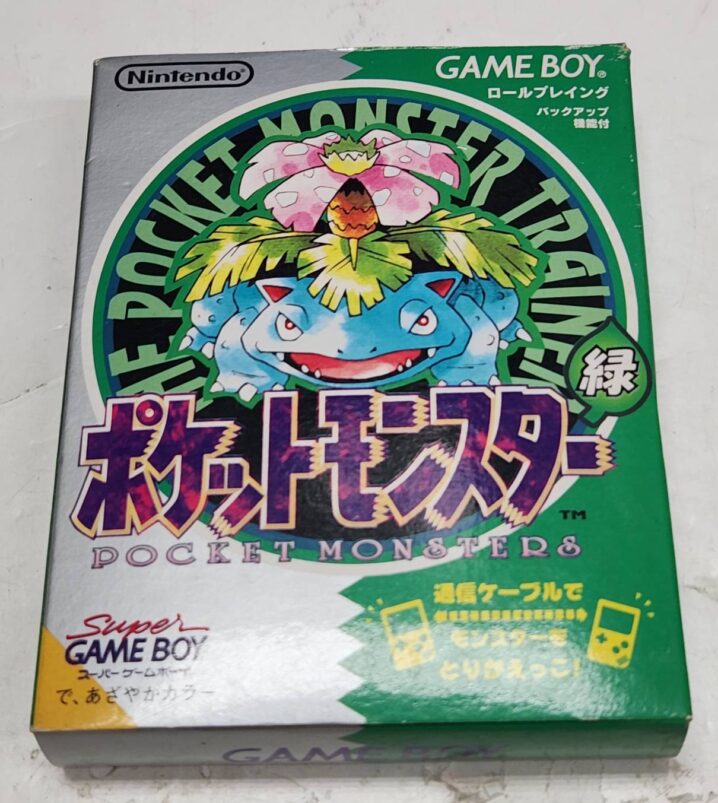 Nintendo
GAME BOY
ロールプレイング
バックアップ
機能付
THE POCKET MONSTER TRAINER
緑
ポケットモンスター
TM
POCKET MONSTERS
通信ケーブルで
モンスターを
とりかえっこ!
Super
GAME BOY
スーパーゲームボーイ
で、あざやかカラー
GAME BOY